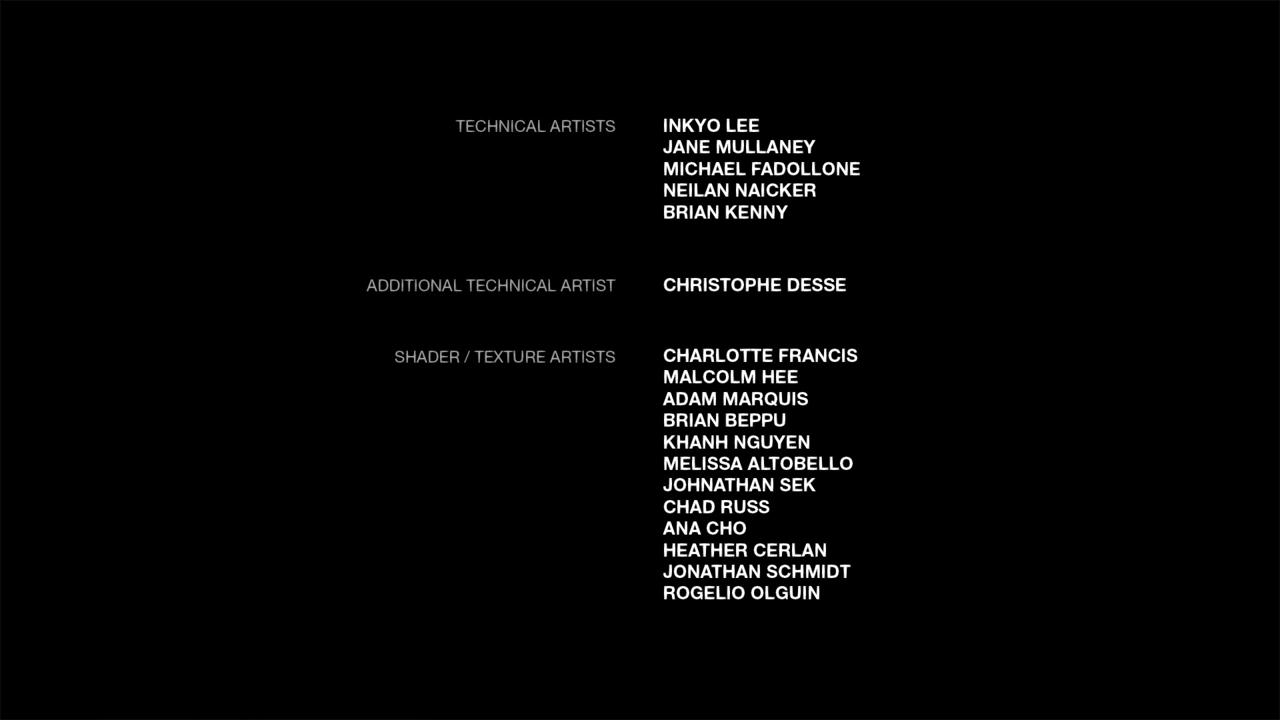 TECHNICAL ARTISTS INKYO LEE
JANE MULLANEY
MICHAEL FADOLLONE
NEILAN NAICKER
BRIAN KENNY
ADDITIONAL TECHNICAL ARTIST CHRISTOPHE DESSE
SHADER / TEXTURE ARTISTS CHARLOTTE FRANCIS
MALCOLM HEE
ADAM MARQUIS
BRIAN BEPPU
KHANH NGUYEN
MELISSA ALTOBELLO
JOHNATHAN SEK
CHAD RUSS
ANA CHO
HEATHER CERLAN
JONATHAN SCHMIDT
ROGELIO OLGUIN